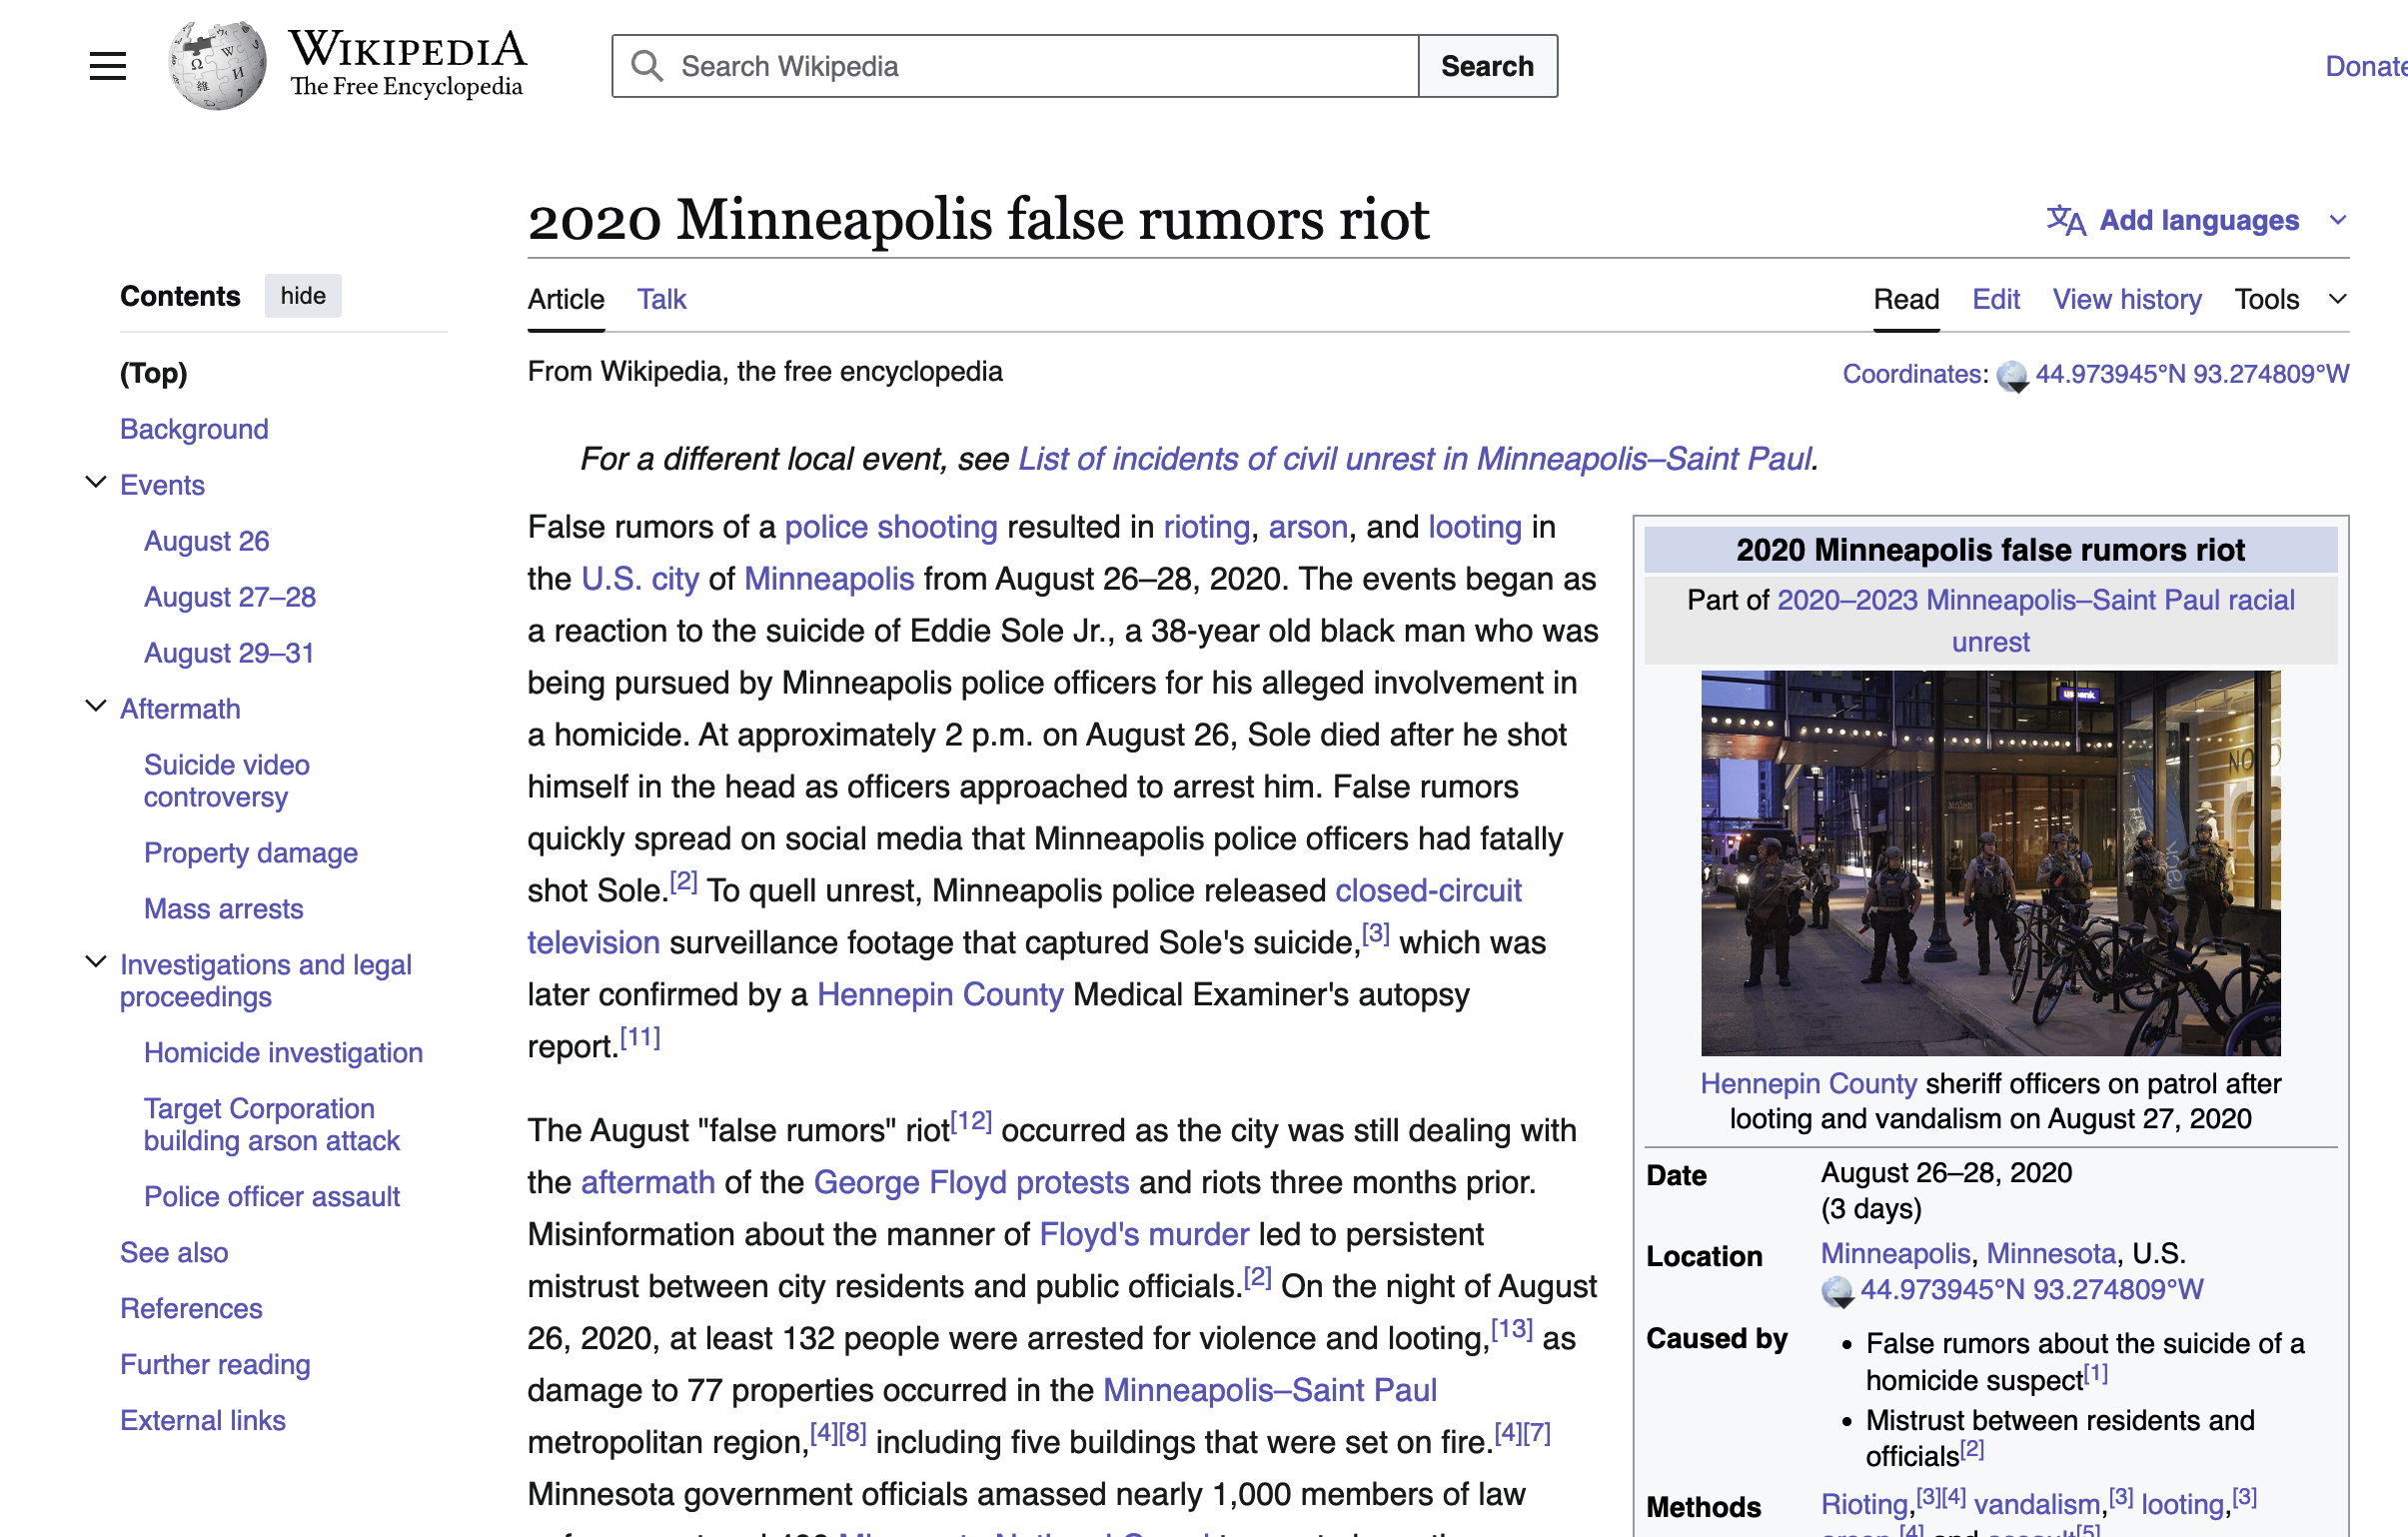 WIKIPEDIA
The Free Encyclopedia
Search Wikipedia
Search
Donate
2020 Minneapolis false rumors riot
Add languages
Contents hide
(Top)
Background
Events
August 26
August 27–28
August 29–31
Aftermath
Suicide video
controversy
Property damage
Mass arrests
Investigations and legal
proceedings
Homicide investigation
Target Corporation
building arson attack
Police officer assault
See also
References
Further reading
External links
Article Talk
Read Edit View history Tools
From Wikipedia, the free encyclopedia
Coordinates: 44.973945°N 93.274809°W
For a different local event, see List of incidents of civil unrest in Minneapolis–Saint Paul.
False rumors of a police shooting resulted in rioting, arson, and looting in
the U.S. city of Minneapolis from August 26–28, 2020. The events began as
a reaction to the suicide of Eddie Sole Jr., a 38-year old black man who was
being pursued by Minneapolis police officers for his alleged involvement in
a homicide. At approximately 2 p.m. on August 26, Sole died after he shot
himself in the head as officers approached to arrest him. False rumors
quickly spread on social media that Minneapolis police officers had fatally
shot Sole.[2] To quell unrest, Minneapolis police released closed-circuit
television surveillance footage that captured Sole's suicide,[3] which was
later confirmed by a Hennepin County Medical Examiner's autopsy
report.[11]
The August "false rumors" riot[12] occurred as the city was still dealing with
the aftermath of the George Floyd protests and riots three months prior.
Misinformation about the manner of Floyd's murder led to persistent
mistrust between city residents and public officials.[2] On the night of August
26, 2020, at least 132 people were arrested for violence and looting,[13] as
damage to 77 properties occurred in the Minneapolis–Saint Paul
metropolitan region,[4][8] including five buildings that were set on fire.[4][7]
Minnesota government officials amassed nearly 1,000 members of law
2020 Minneapolis false rumors riot
Part of 2020–2023 Minneapolis–Saint Paul racial
unrest
usbank
Hennepin County sheriff officers on patrol after
looting and vandalism on August 27, 2020
Date August 26–28, 2020
(3 days)
Location Minneapolis, Minnesota, U.S.
44.973945°N 93.274809°W
Caused by • False rumors about the suicide of a
homicide suspect[1]
• Mistrust between residents and
officials[2]
Methods Rioting,[3][4] vandalism,[3] looting,[3]
arson,[4] and assault[5]